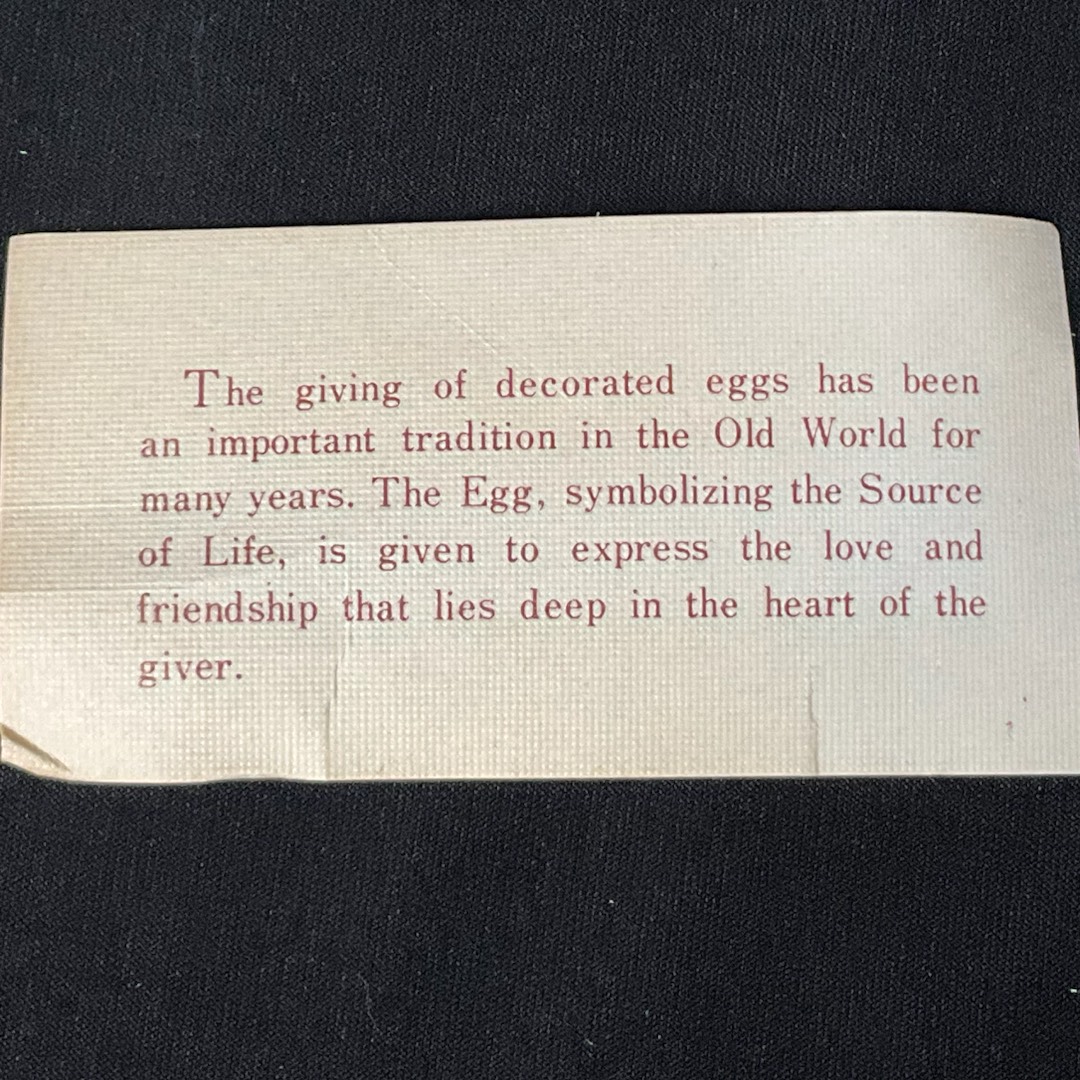 The giving of decorated eggs has been
an important tradition in the Old World for
many years. The Egg, symbolizing the Source
of Life, is given to express the love and
friendship that lies deep in the heart of the
giver.